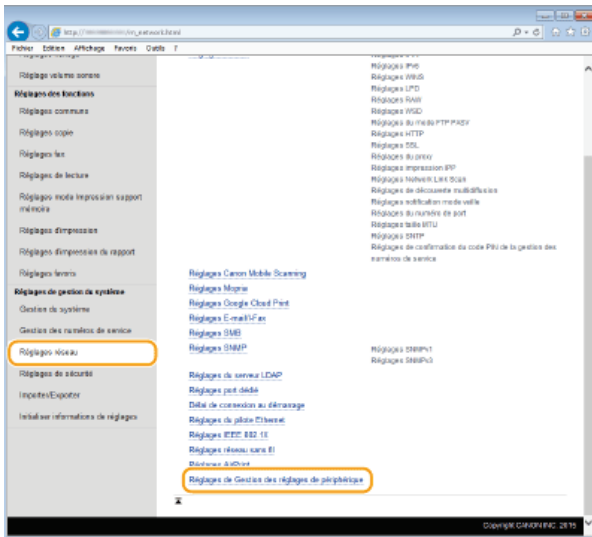 http://
/m_network.html
Fichier Edition Affichage Favoris Outils ?
Réglage volume sonore
Réglages des fonctions
Réglages communs
Réglages copie
Réglages fax
Réglages de lecture
Réglages mode Impression support
mémoire
Réglages d'impression
Réglages d'impression du rapport
Réglages favoris
Réglages de gestion du système
Gestion du système
Gestion des numéros de service
Réglages réseau
Réglages de sécurité
Importer/Exporter
Initialiser informations de réglages
Réglages IPv6
Réglages WINS
Réglages LPD
Réglages RAW
Réglages WSD
Réglages du mode FTP PASV
Réglages HTTP
Réglages SSL
Réglages du proxy
Réglages impression IPP
Réglages Network Link Scan
Réglages de découverte multidiffusion
Réglages notification mode veille
Réglages du numéro de port
Réglages taille MTU
Réglages SNTP
Réglages de confirmation du code PIN de la gestion des
numéros de service
Réglages Canon Mobile Scanning
Réglages Mopria
Réglages Google Cloud Print
Réglages E-mail/I-Fax
Réglages SMB
Réglages SNMP
Réglages SNMPv1
Réglages SNMPv3
Réglages du serveur LDAP
Réglages port dédié
Délai de connexion au démarrage
Réglages du pilote Ethernet
Réglages IEEE 802.1X
Réglages réseau sans fil
Réglages AirPrint
Réglages de Gestion des réglages de périphérique
Copyright CANON INC. 2015